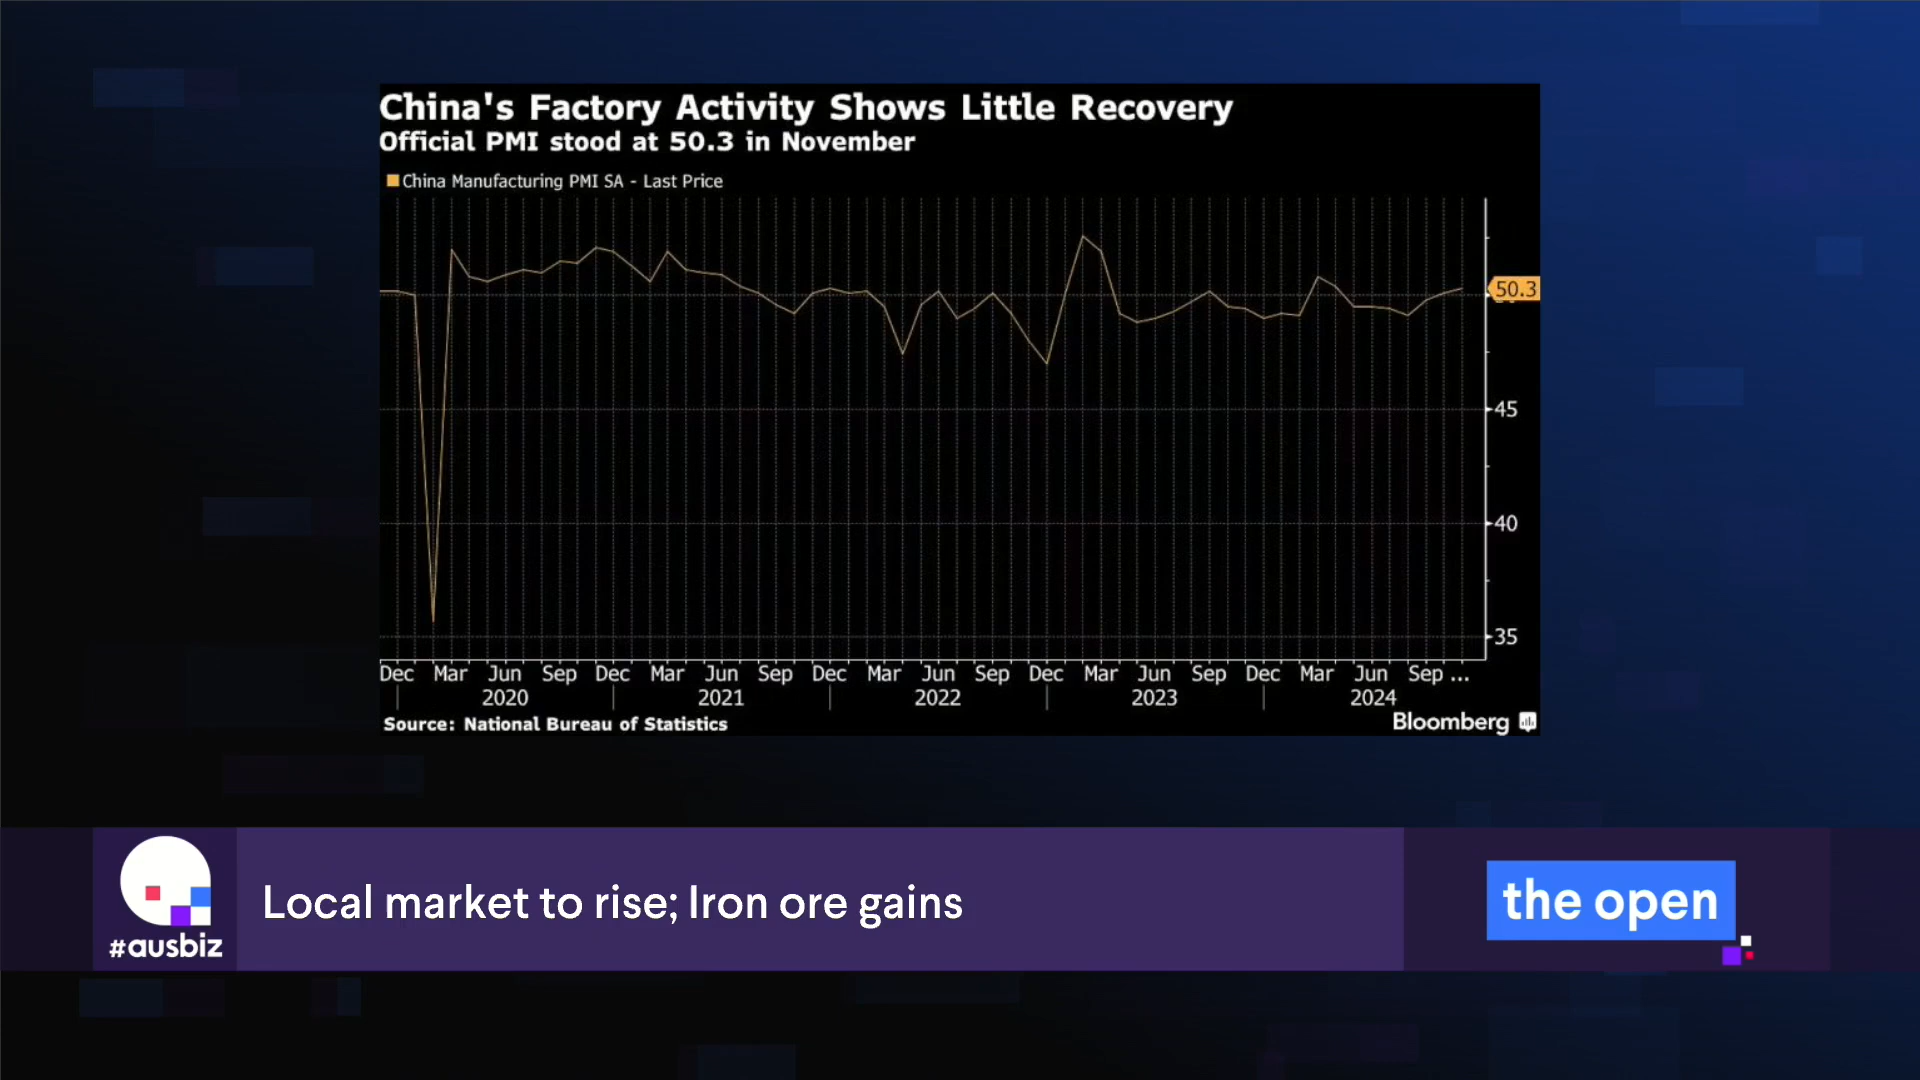 China's Factory Activity Shows Little Recovery
Official PMI stood at 50.3 in November
China Manufacturing PMI SA - Last Price
50.3
45
40
35
Dec Mar Jun Sep Dec Mar Jun Sep Dec Mar Jun Sep Dec Mar Jun Sep Dec Mar Jun Sep ...
2020 2021 2022 2023 2024
Source: National Bureau of Statistics
Bloomberg
Local market to rise; Iron ore gains
#ausbiz
the open